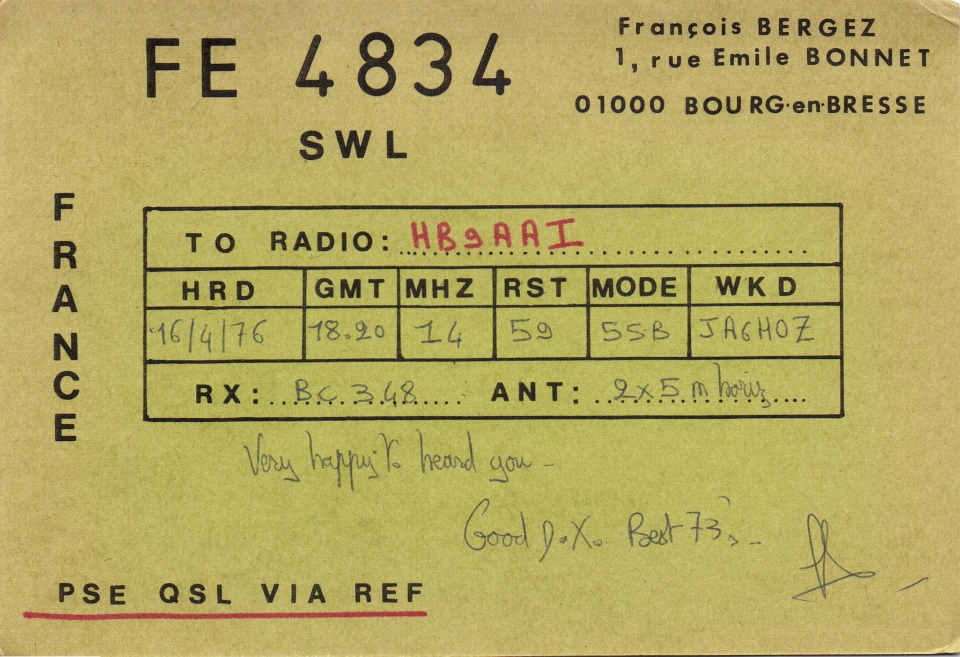 FE 4834
SWL
François BERGEZ
1, rue Emile BONNET
01000 BOURG-en-BRESSE
FRANCE
TO RADIO: HB9AAI
HRD GMT MHZ RST MODE WKD
16/4/76 18.20 14 59 SSB JA6HOZ
RX: BC.348 ANT: 2x5 m horiz.
Very happy to heard you -
Good D.X. Best 73's -
PSE QSL VIA REF